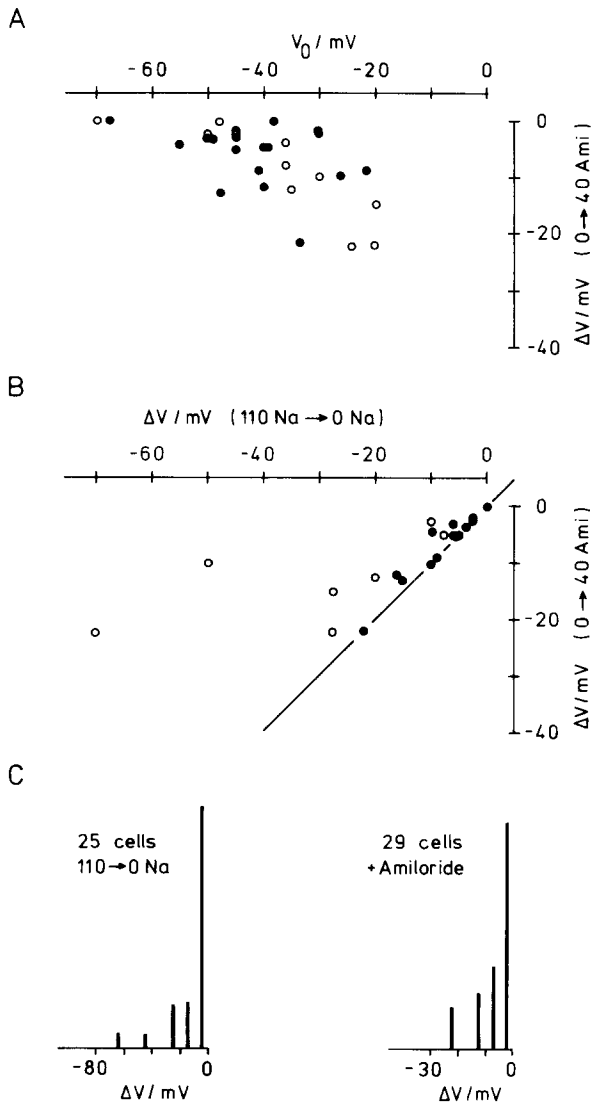 A
V₀ / mV
-60 -40 -20 0
0
-20
-40
ΔV / mV (0→40 Ami)
B
ΔV / mV (110 Na→0 Na)
-60 -40 -20 0
0
-20
-40
ΔV / mV (0→40 Ami)
C
25 cells
110→0 Na
29 cells
+ Amiloride
-80 0
ΔV / mV
-30 0
ΔV / mV